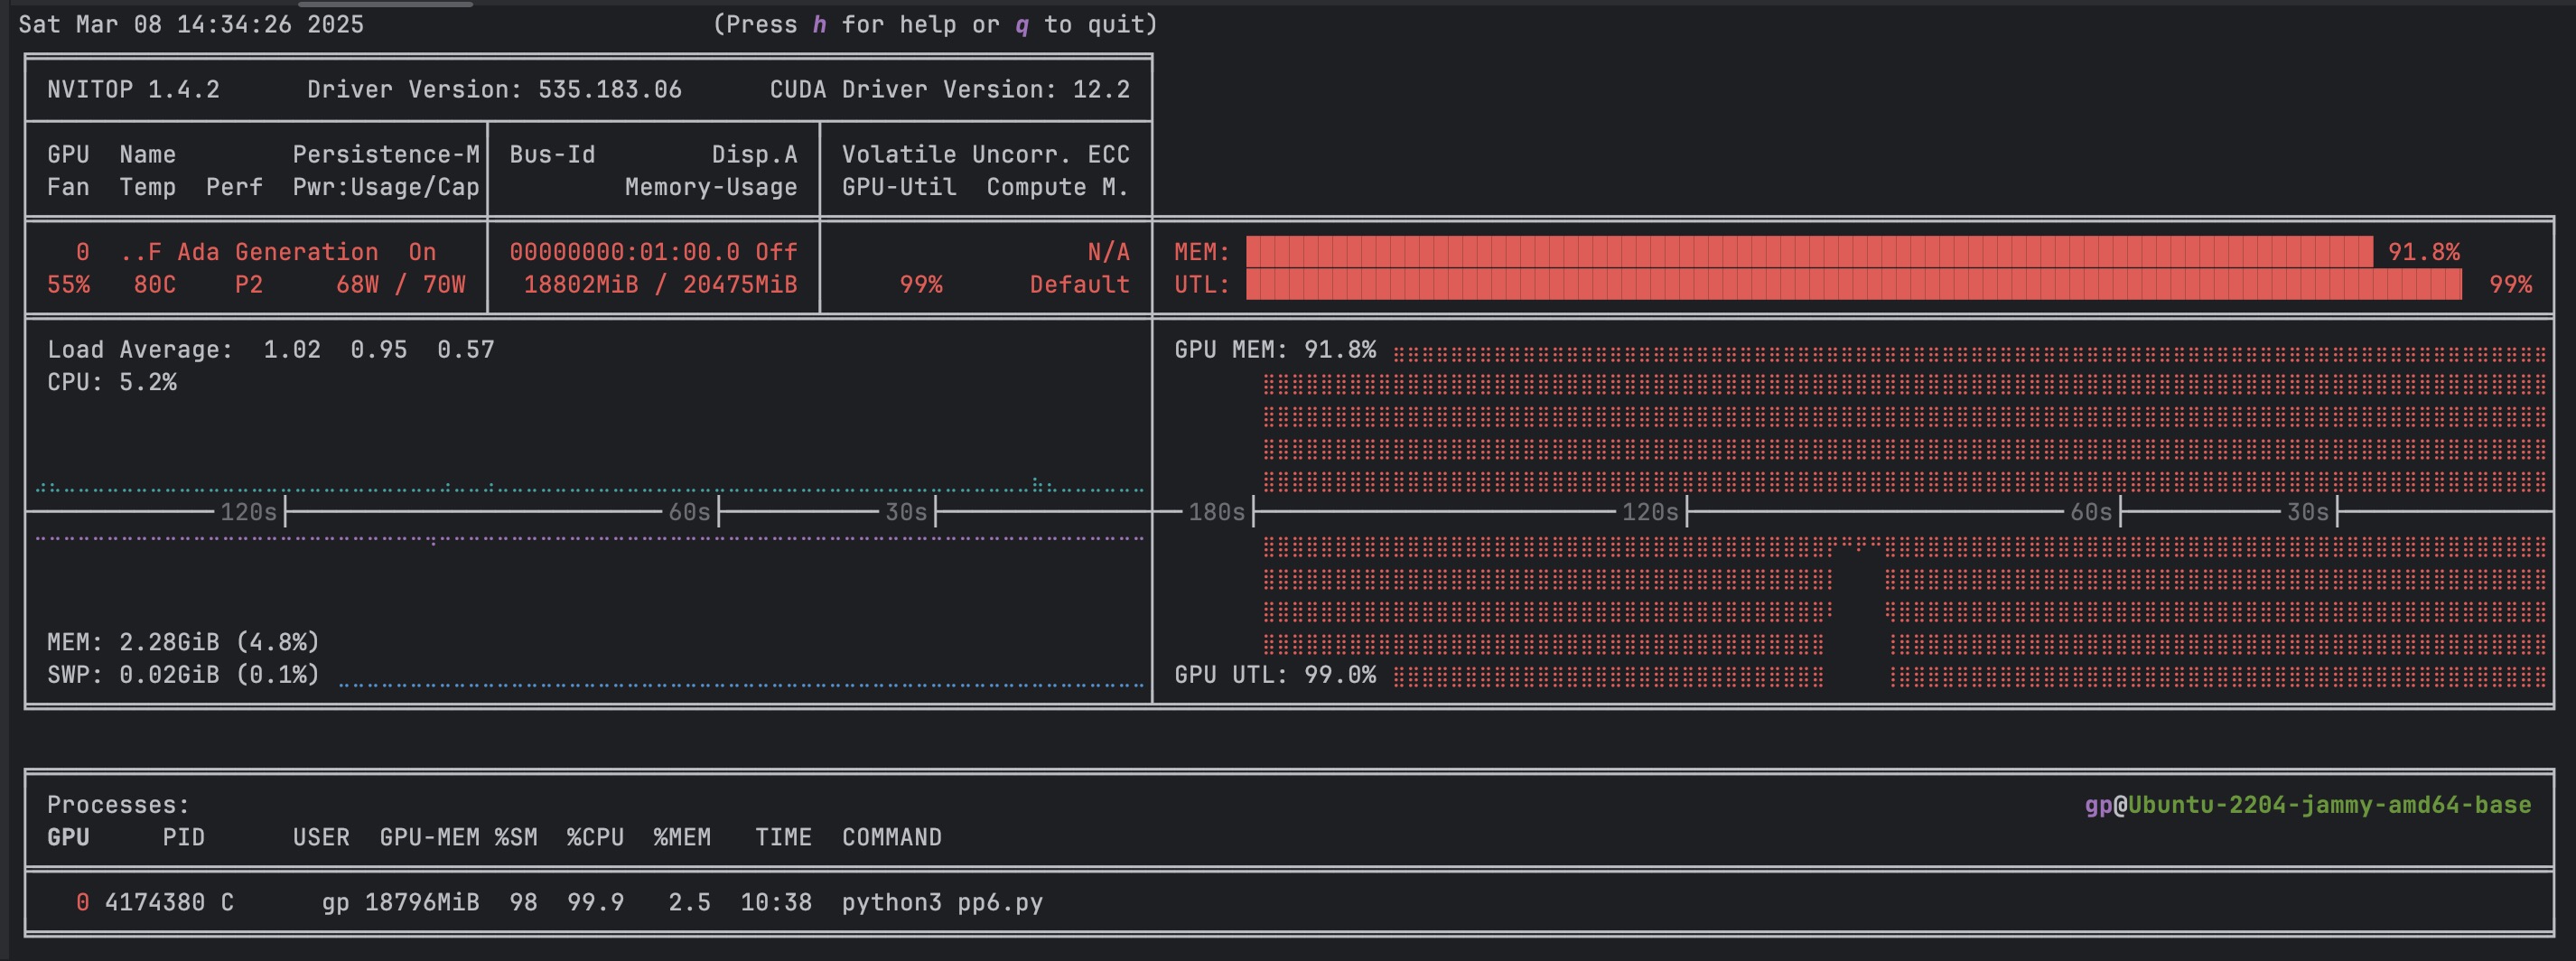 Sat Mar 08 14:34:26 2025 (Press h for help or q to quit)
NVITOP 1.4.2 Driver Version: 535.183.06 CUDA Driver Version: 12.2
GPU Name Persistence-M Bus-Id Disp.A Volatile Uncorr. ECC
Fan Temp Perf Pwr:Usage/Cap Memory-Usage GPU-Util Compute M.
0 ..F Ada Generation On 00000000:01:00.0 Off N/A MEM: 91.8%
55% 80C P2 68W / 70W 18802MiB / 20475MiB 99% Default UTL: 99%
Load Average: 1.02 0.95 0.57 GPU MEM: 91.8%
CPU: 5.2%
120s 60s 30s 180s 120s 60s 30s
MEM: 2.28GiB (4.8%)
SWP: 0.02GiB (0.1%) GPU UTL: 99.0%
Processes: gp@Ubuntu-2204-jammy-amd64-base
GPU PID USER GPU-MEM %SM %CPU %MEM TIME COMMAND
0 4174380 C gp 18796MiB 98 99.9 2.5 10:38 python3 pp6.py